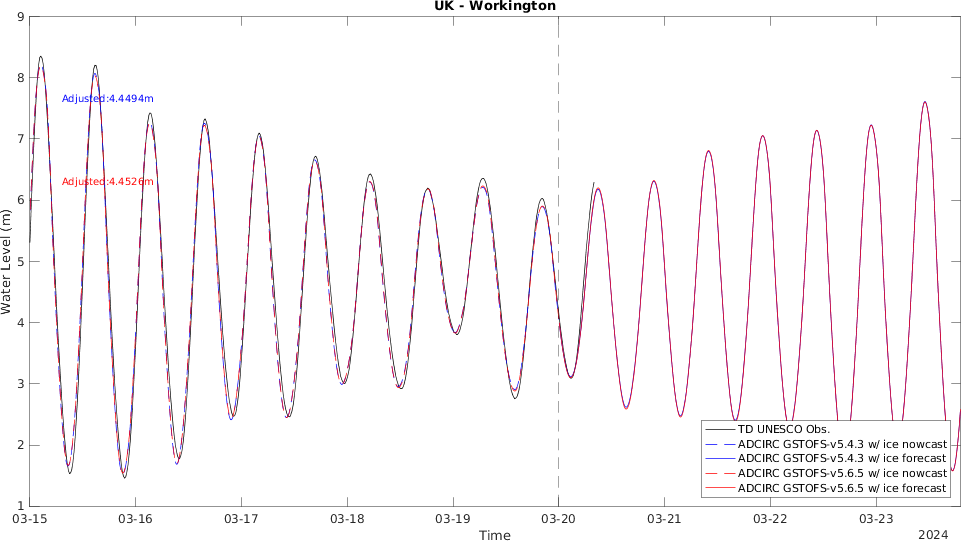 UK - Workington
9
8
7
6
5
4
3
2
1
Water Level (m)
Adjusted:4.4494m
Adjusted:4.4526m
TD UNESCO Obs.
ADCIRC GSTOFS-v5.4.3 w/ ice nowcast
ADCIRC GSTOFS-v5.4.3 w/ ice forecast
ADCIRC GSTOFS-v5.6.5 w/ ice nowcast
ADCIRC GSTOFS-v5.6.5 w/ ice forecast
03-15 03-16 03-17 03-18 03-19 03-20 03-21 03-22 03-23
Time
2024